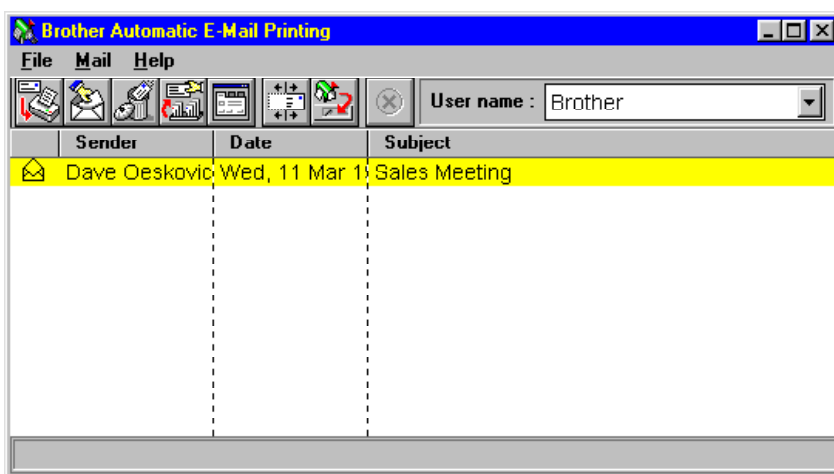 Brother Automatic E-Mail Printing
File Mail Help
User name : Brother
Sender Date Subject
Dave Oeskovic Wed, 11 Mar 1 Sales Meeting